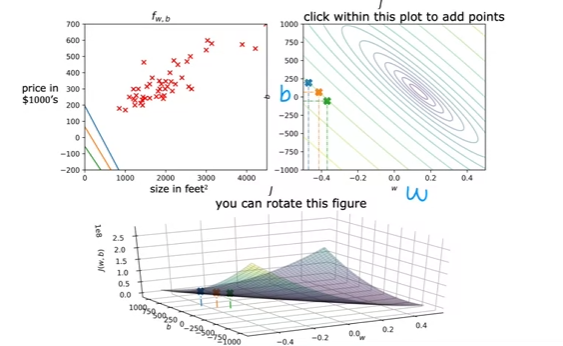 J
f_{w,b}
click within this plot to add points
700
600
500
400
300
200
100
0
−100
−200
price in
$1000's
0 1000 2000 3000 4000
size in feet²
1000
750
500
250
0
−250
−500
−750
−1000
b
b
−0.4 −0.2 0.0 0.2 0.4
w
w
J
you can rotate this figure
1e8
J(w, b)
2.5
2.0
1.5
1.0
0.5
0.0
1000 750 500 250 0 −250 −500 −750 −1000
b
−0.4 −0.2 0.0 0.2 0.4
w